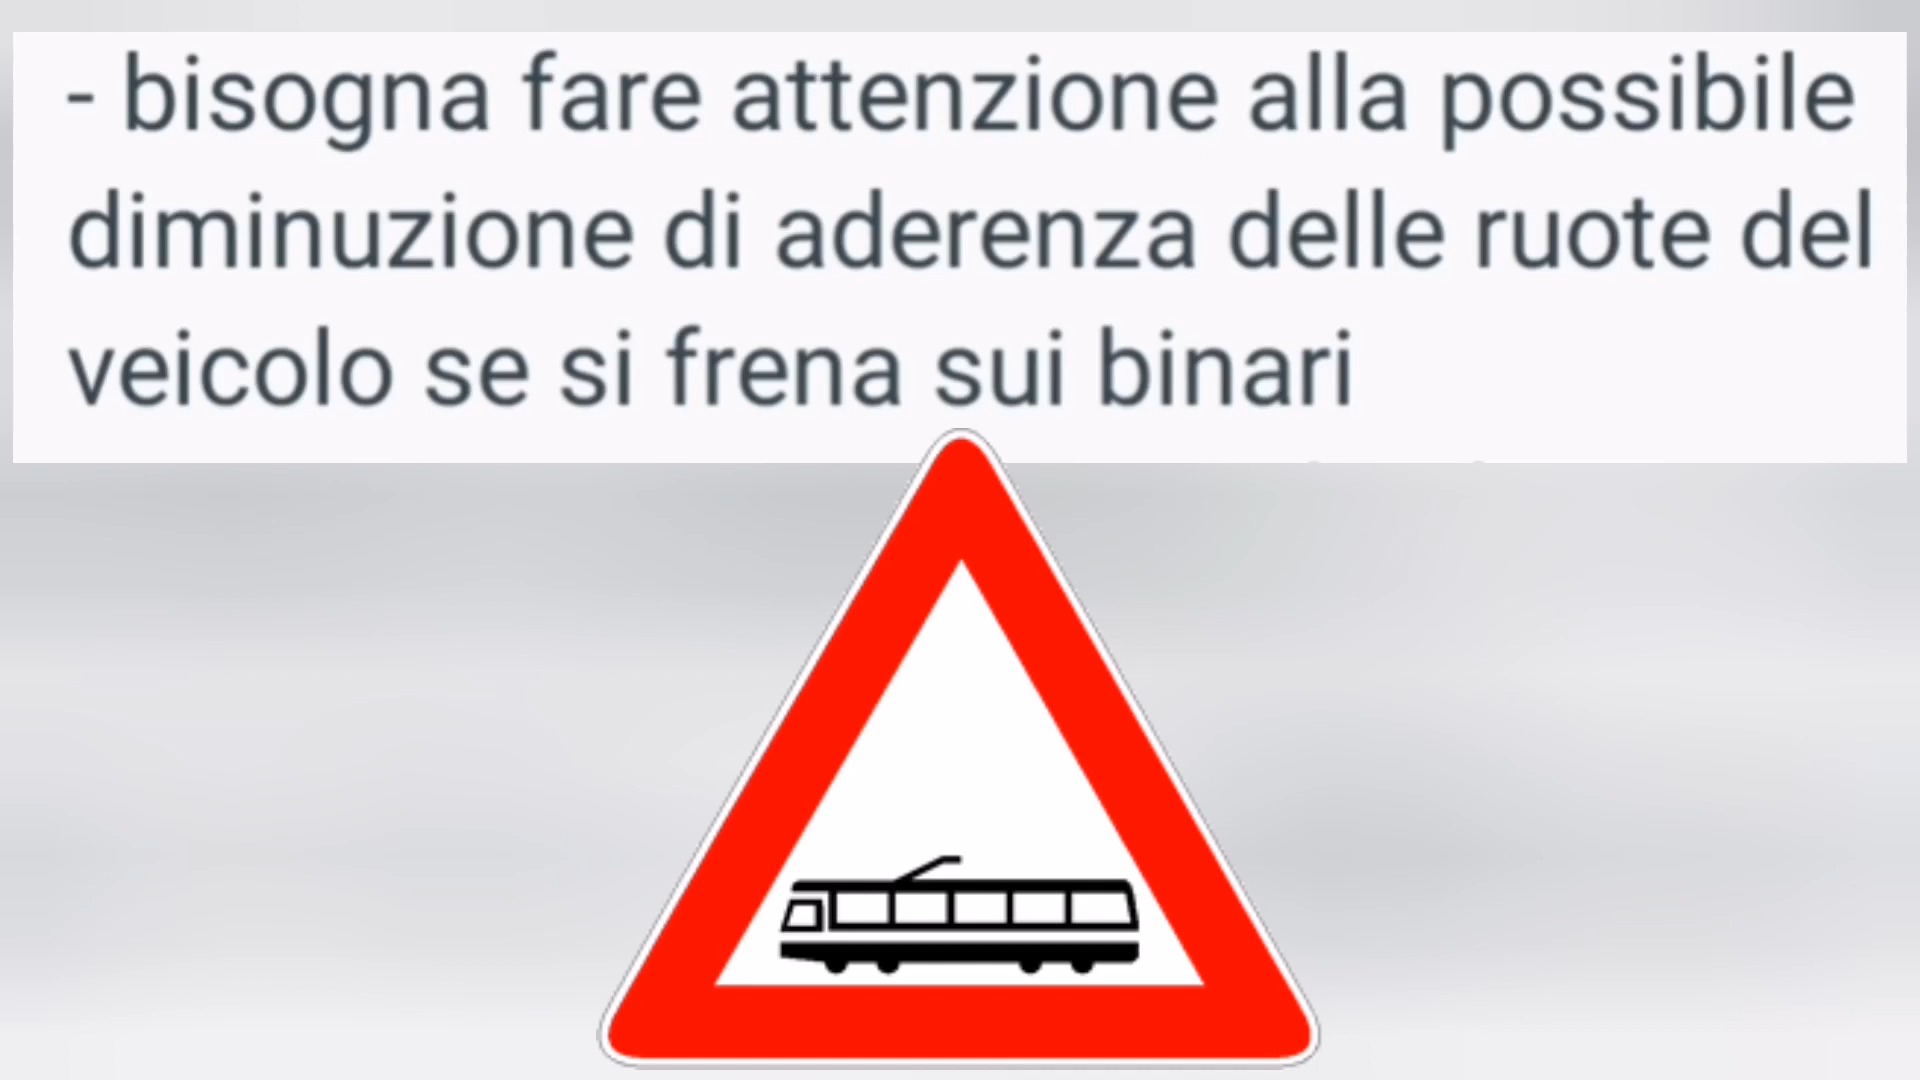 - bisogna fare attenzione alla possibile
diminuzione di aderenza delle ruote del
veicolo se si frena sui binari